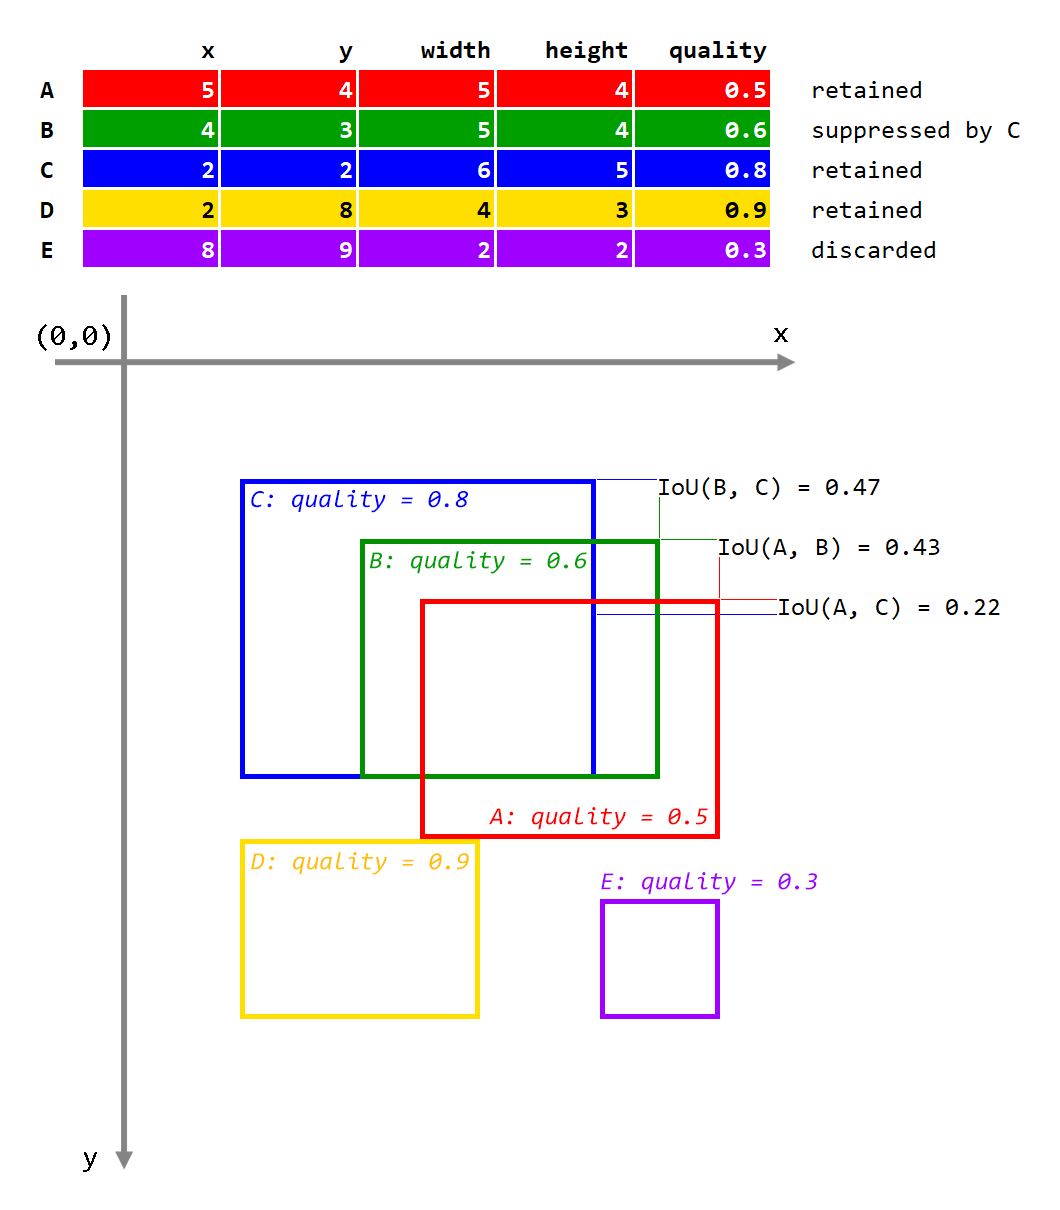 x y width height quality
A 5 4 5 4 0.5 retained
B 4 3 5 4 0.6 suppressed by C
C 2 2 6 5 0.8 retained
D 2 8 4 3 0.9 retained
E 8 9 2 2 0.3 discarded
(0,0)
x
C: quality = 0.8
IoU(B, C) = 0.47
B: quality = 0.6
IoU(A, B) = 0.43
IoU(A, C) = 0.22
A: quality = 0.5
D: quality = 0.9
E: quality = 0.3
y